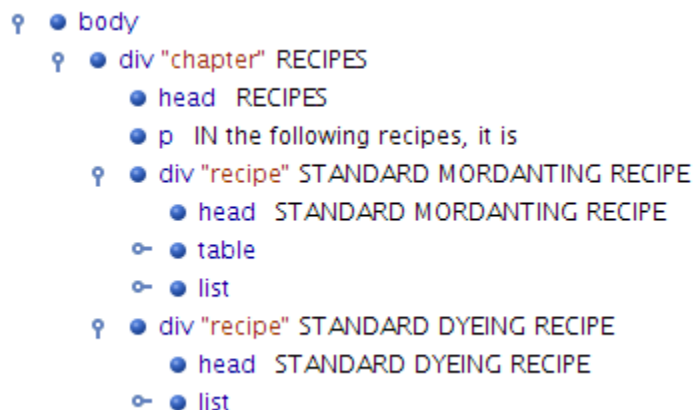 body
div "chapter" RECIPES
head RECIPES
p IN the following recipes, it is
div "recipe" STANDARD MORDANTING RECIPE
head STANDARD MORDANTING RECIPE
table
list
div "recipe" STANDARD DYEING RECIPE
head STANDARD DYEING RECIPE
list